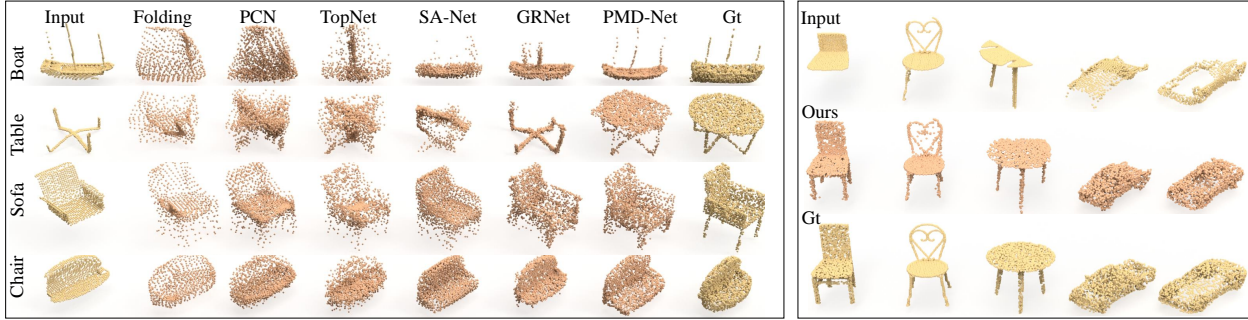 Input Folding PCN TopNet SA-Net GRNet PMD-Net Gt
Boat
Table
Sofa
Chair
Input
Ours
Gt